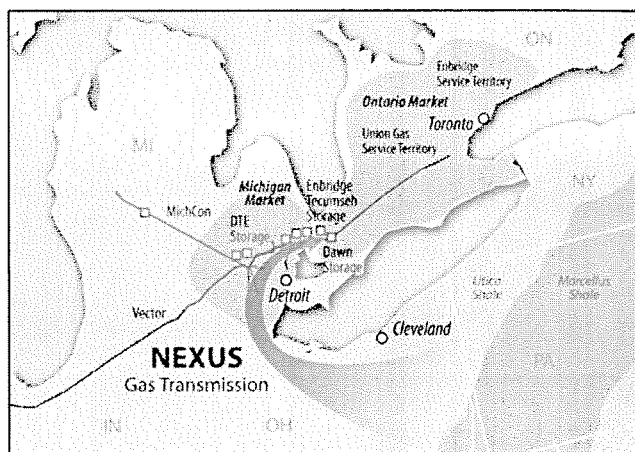 ON
Enbridge
Service Territory
Ontario Market
Toronto
Union Gas
Service Territory
MI
NY
Michigan
Market
Enbridge
Tecumseh
Storage
MichCon
DTE
Storage
Dawn
Storage
Detroit
Utica
Shale
Marcellus
Shale
Vector
Cleveland
NEXUS
Gas Transmission
PA
IN
OH